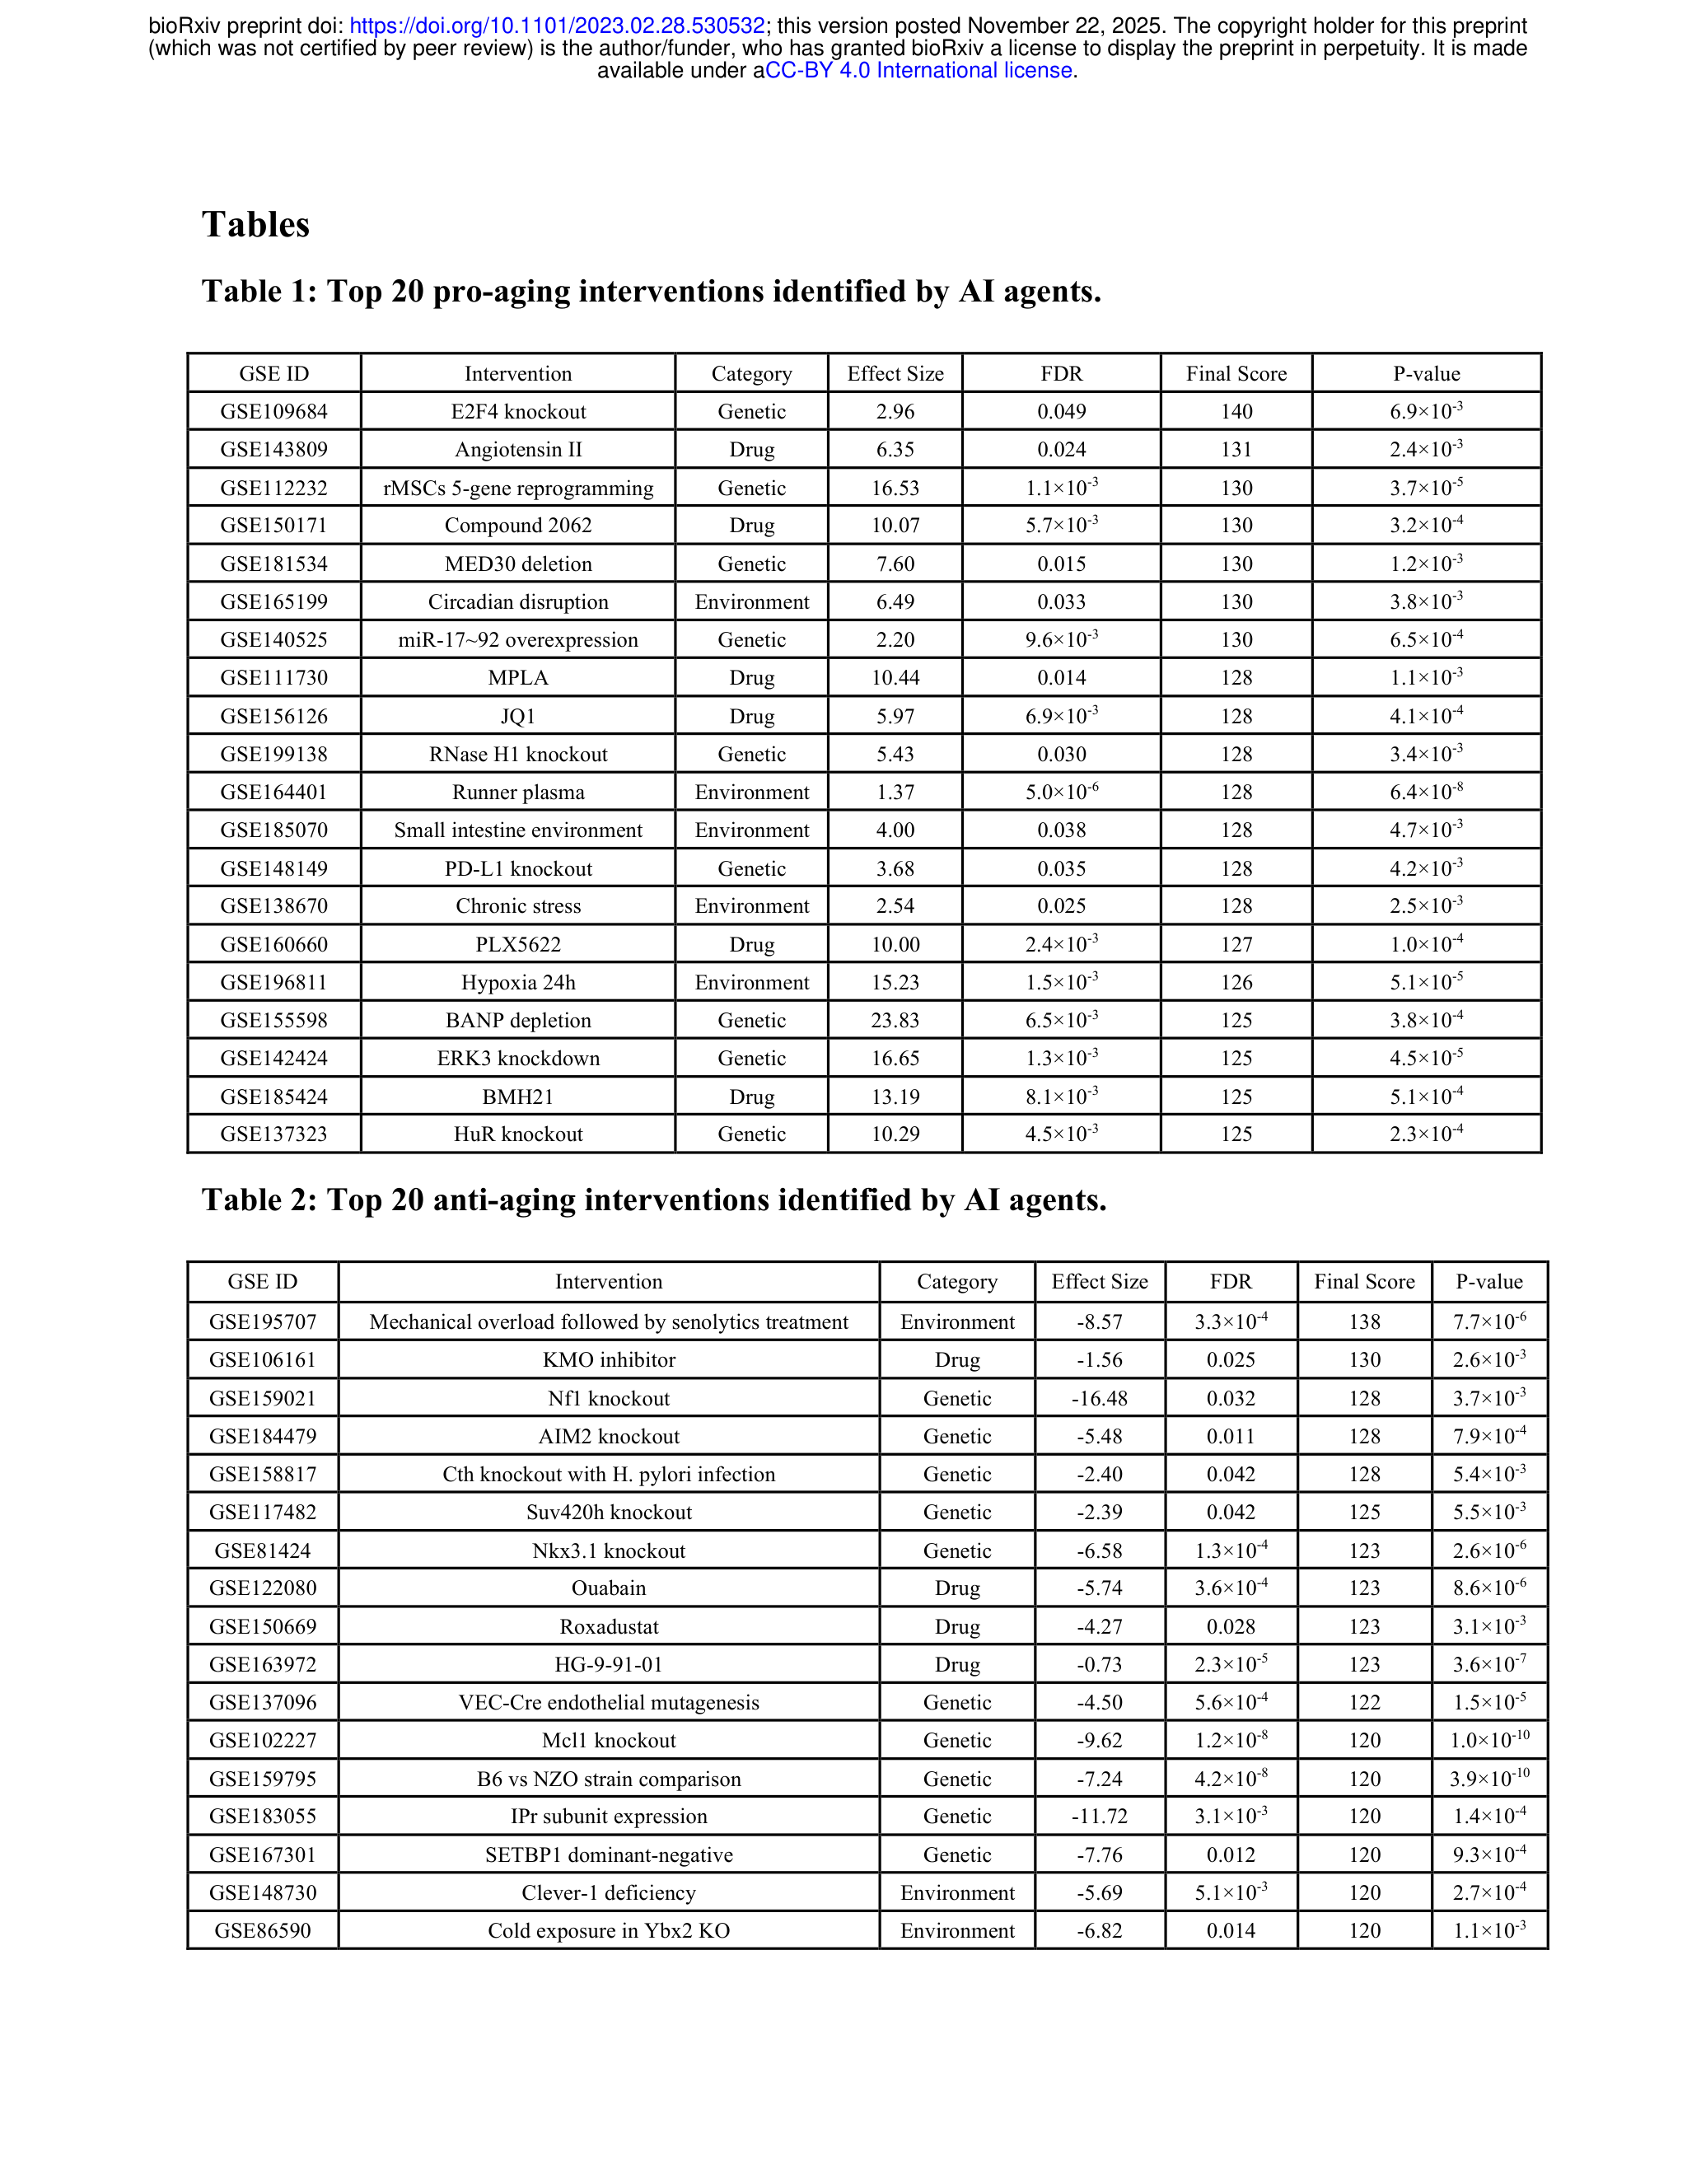 bioRxiv preprint doi: https://doi.org/10.1101/2023.02.28.530532; this version posted November 22, 2025. The copyright holder for this preprint
(which was not certified by peer review) is the author/funder, who has granted bioRxiv a license to display the preprint in perpetuity. It is made
available under aCC-BY 4.0 International license.
Tables
Table 1: Top 20 pro-aging interventions identified by AI agents.
GSE ID Intervention Category Effect Size FDR Final Score P-value
GSE109684 E2F4 knockout Genetic 2.96 0.049 140 6.9×10⁻³
GSE143809 Angiotensin II Drug 6.35 0.024 131 2.4×10⁻³
GSE112232 rMSCs 5-gene reprogramming Genetic 16.53 1.1×10⁻³ 130 3.7×10⁻⁵
GSE150171 Compound 2062 Drug 10.07 5.7×10⁻³ 130 3.2×10⁻⁴
GSE181534 MED30 deletion Genetic 7.60 0.015 130 1.2×10⁻³
GSE165199 Circadian disruption Environment 6.49 0.033 130 3.8×10⁻³
GSE140525 miR-17~92 overexpression Genetic 2.20 9.6×10⁻³ 130 6.5×10⁻⁴
GSE111730 MPLA Drug 10.44 0.014 128 1.1×10⁻³
GSE156126 JQ1 Drug 5.97 6.9×10⁻³ 128 4.1×10⁻⁴
GSE199138 RNase H1 knockout Genetic 5.43 0.030 128 3.4×10⁻³
GSE164401 Runner plasma Environment 1.37 5.0×10⁻⁶ 128 6.4×10⁻⁸
GSE185070 Small intestine environment Environment 4.00 0.038 128 4.7×10⁻³
GSE148149 PD-L1 knockout Genetic 3.68 0.035 128 4.2×10⁻³
GSE138670 Chronic stress Environment 2.54 0.025 128 2.5×10⁻³
GSE160660 PLX5622 Drug 10.00 2.4×10⁻³ 127 1.0×10⁻⁴
GSE196811 Hypoxia 24h Environment 15.23 1.5×10⁻³ 126 5.1×10⁻⁵
GSE155598 BANP depletion Genetic 23.83 6.5×10⁻³ 125 3.8×10⁻⁴
GSE142424 ERK3 knockdown Genetic 16.65 1.3×10⁻³ 125 4.5×10⁻⁵
GSE185424 BMH21 Drug 13.19 8.1×10⁻³ 125 5.1×10⁻⁴
GSE137323 HuR knockout Genetic 10.29 4.5×10⁻³ 125 2.3×10⁻⁴
Table 2: Top 20 anti-aging interventions identified by AI agents.
GSE ID Intervention Category Effect Size FDR Final Score P-value
GSE195707 Mechanical overload followed by senolytics treatment Environment -8.57 3.3×10⁻⁴ 138 7.7×10⁻⁶
GSE106161 KMO inhibitor Drug -1.56 0.025 130 2.6×10⁻³
GSE159021 Nf1 knockout Genetic -16.48 0.032 128 3.7×10⁻³
GSE184479 AIM2 knockout Genetic -5.48 0.011 128 7.9×10⁻⁴
GSE158817 Cth knockout with H. pylori infection Genetic -2.40 0.042 128 5.4×10⁻³
GSE117482 Suv420h knockout Genetic -2.39 0.042 125 5.5×10⁻³
GSE81424 Nkx3.1 knockout Genetic -6.58 1.3×10⁻⁴ 123 2.6×10⁻⁶
GSE122080 Ouabain Drug -5.74 3.6×10⁻⁴ 123 8.6×10⁻⁶
GSE150669 Roxadustat Drug -4.27 0.028 123 3.1×10⁻³
GSE163972 HG-9-91-01 Drug -0.73 2.3×10⁻⁵ 123 3.6×10⁻⁷
GSE137096 VEC-Cre endothelial mutagenesis Genetic -4.50 5.6×10⁻⁴ 122 1.5×10⁻⁵
GSE102227 Mcl1 knockout Genetic -9.62 1.2×10⁻⁸ 120 1.0×10⁻¹⁰
GSE159795 B6 vs NZO strain comparison Genetic -7.24 4.2×10⁻⁸ 120 3.9×10⁻¹⁰
GSE183055 IPr subunit expression Genetic -11.72 3.1×10⁻³ 120 1.4×10⁻⁴
GSE167301 SETBP1 dominant-negative Genetic -7.76 0.012 120 9.3×10⁻⁴
GSE148730 Clever-1 deficiency Environment -5.69 5.1×10⁻³ 120 2.7×10⁻⁴
GSE86590 Cold exposure in Ybx2 KO Environment -6.82 0.014 120 1.1×10⁻³